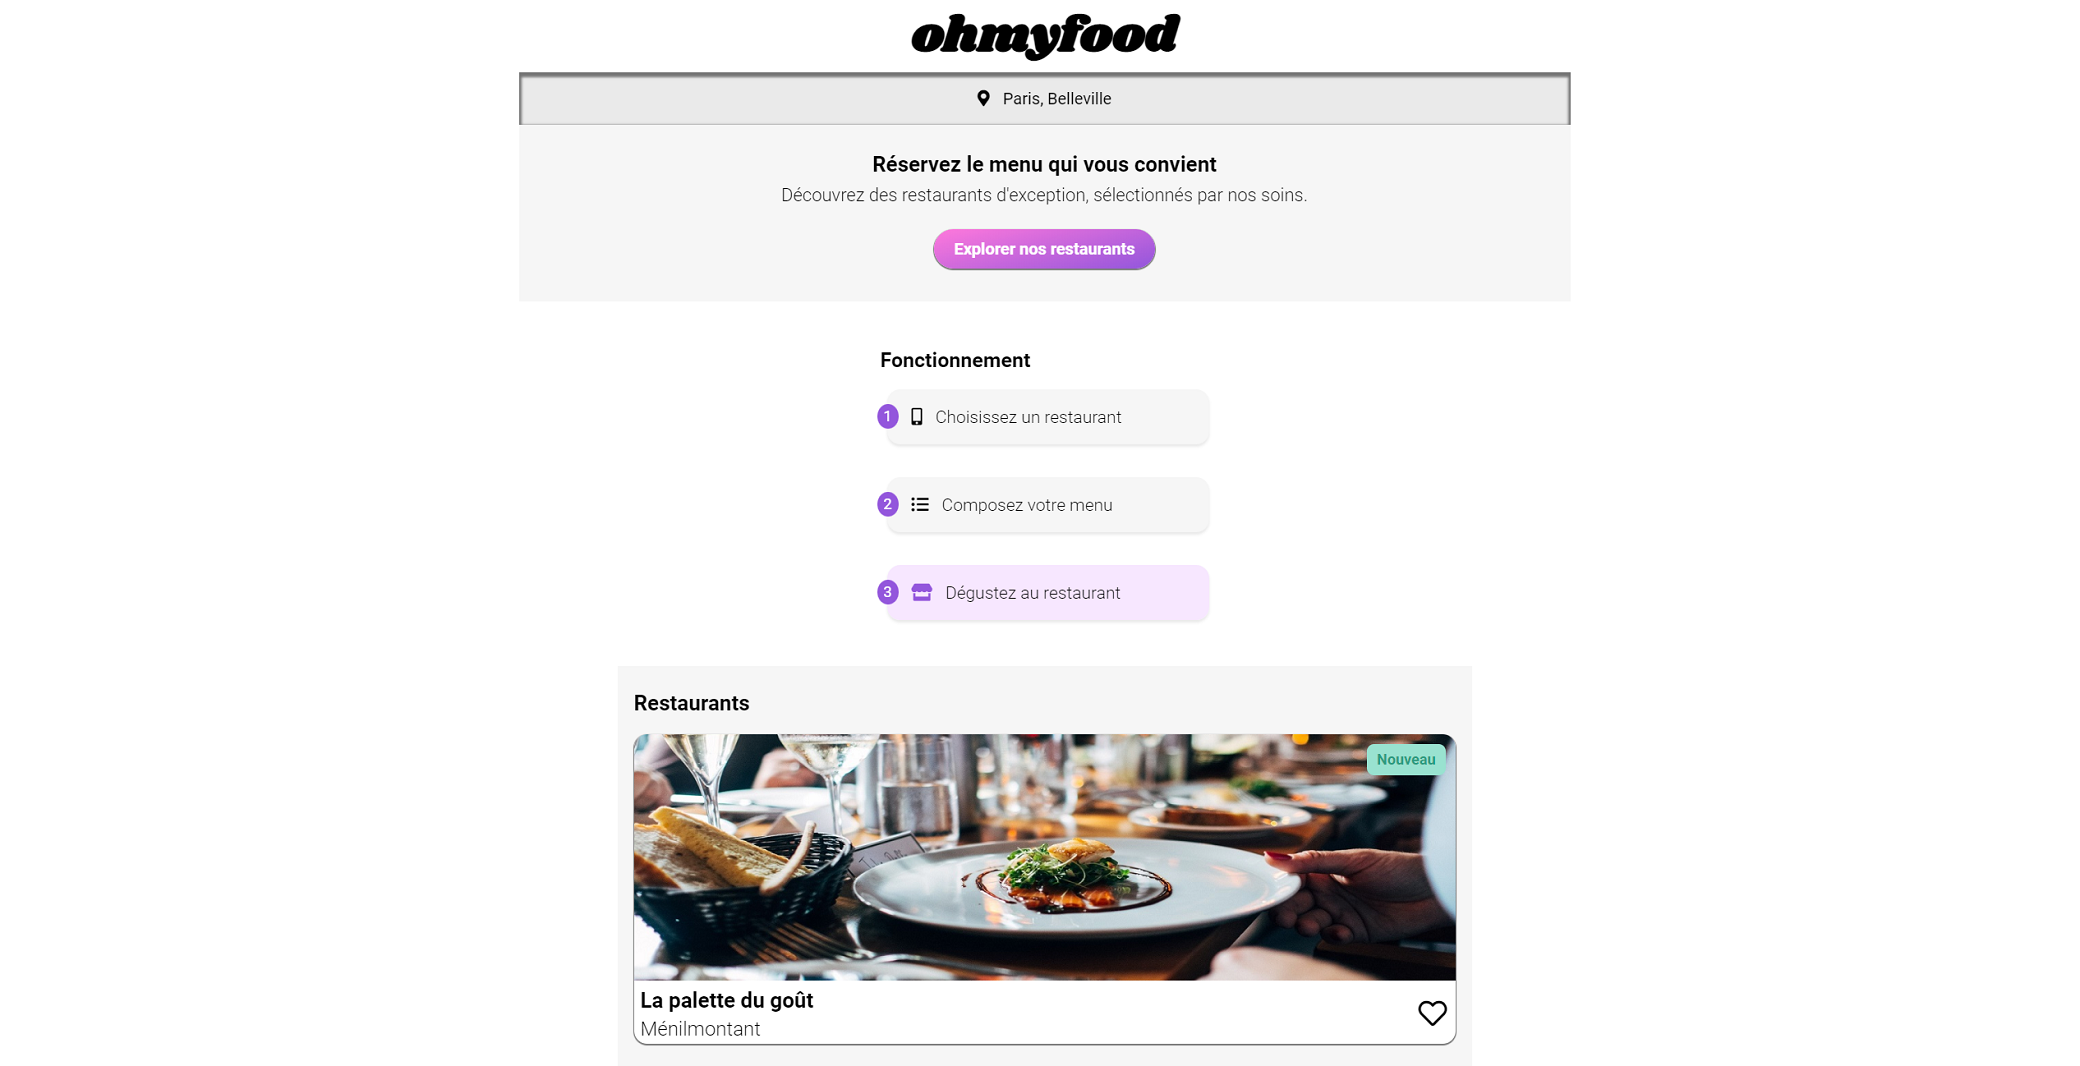 ohmyfood
Paris, Belleville
Réservez le menu qui vous convient
Découvrez des restaurants d'exception, sélectionnés par nos soins.
Explorer nos restaurants
Fonctionnement
1 Choisissez un restaurant
2 Composez votre menu
3 Dégustez au restaurant
Restaurants
Nouveau
La palette du goût
Ménilmontant